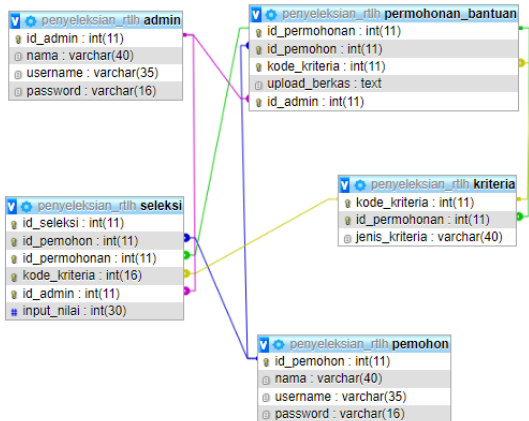 penyeleksian_rtlh admin
id_admin : int(11)
nama : varchar(40)
username : varchar(35)
password : varchar(16)
penyeleksian_rtlh permohonan_bantuan
id_permohonan : int(11)
id_pemohon : int(11)
kode_kriteria : int(11)
upload_berkas : text
id_admin : int(11)
penyeleksian_rtlh kriteria
kode_kriteria : int(11)
id_permohonan : int(11)
jenis_kriteria : varchar(40)
penyeleksian_rtlh seleksi
id_seleksi : int(11)
id_pemohon : int(11)
id_permohonan : int(11)
kode_kriteria : int(16)
id_admin : int(11)
# input_nilai : int(30)
penyeleksian_rtlh pemohon
id_pemohon : int(11)
nama : varchar(40)
username : varchar(35)
password : varchar(16)